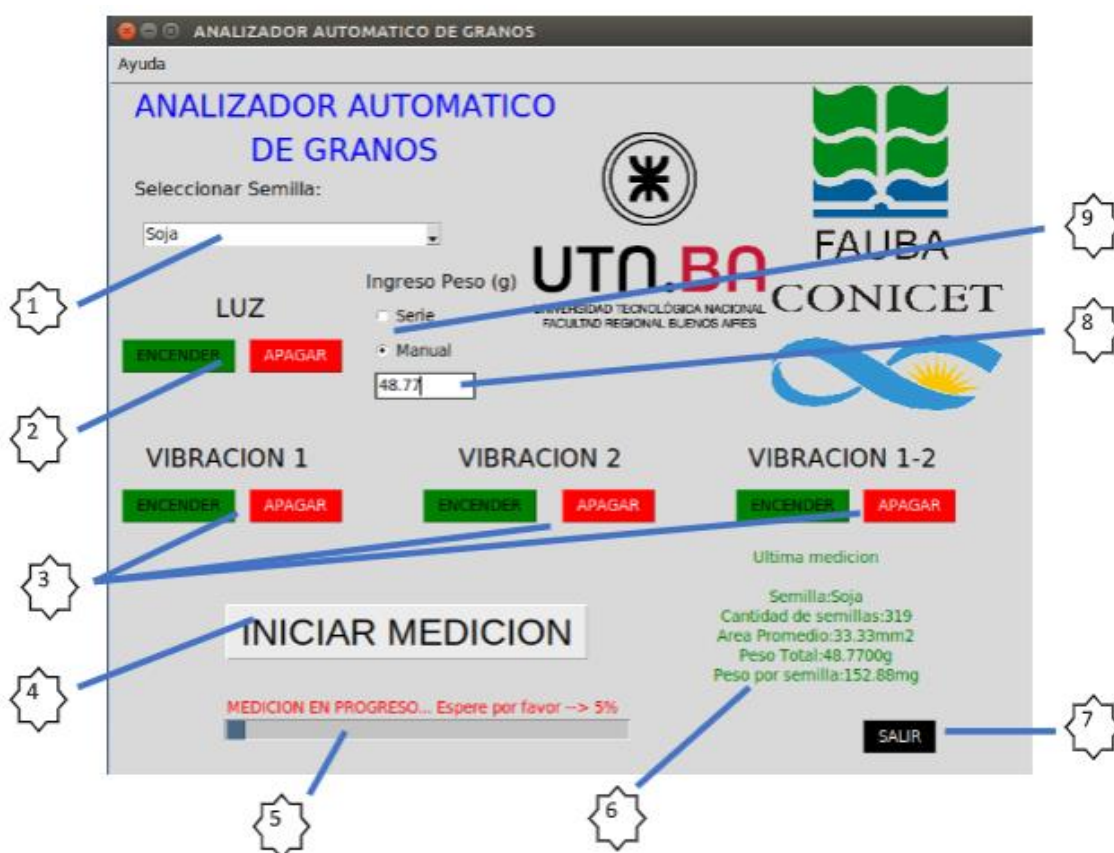 ANALIZADOR AUTOMATICO DE GRANOS
Ayuda
ANALIZADOR AUTOMATICO
DE GRANOS
Seleccionar Semilla:
Soja
Ingreso Peso (g)
Serie
Manual
48.77
LUZ
ENCENDER APAGAR
UTN.BA
UNIVERSIDAD TECNOLÓGICA NACIONAL
FACULTAD REGIONAL BUENOS AIRES
FAUBA
CONICET
VIBRACION 1 VIBRACION 2 VIBRACION 1-2
ENCENDER APAGAR ENCENDER APAGAR ENCENDER APAGAR
Ultima medicion
Semilla:Soja
Cantidad de semillas:319
Area Promedio:33.33mm2
Peso Total:48.7700g
Peso por semilla:152.88mg
INICIAR MEDICION
MEDICION EN PROGRESO... Espere por favor --> 5%
SALIR
1
2
3
4
5
6
7
8
9